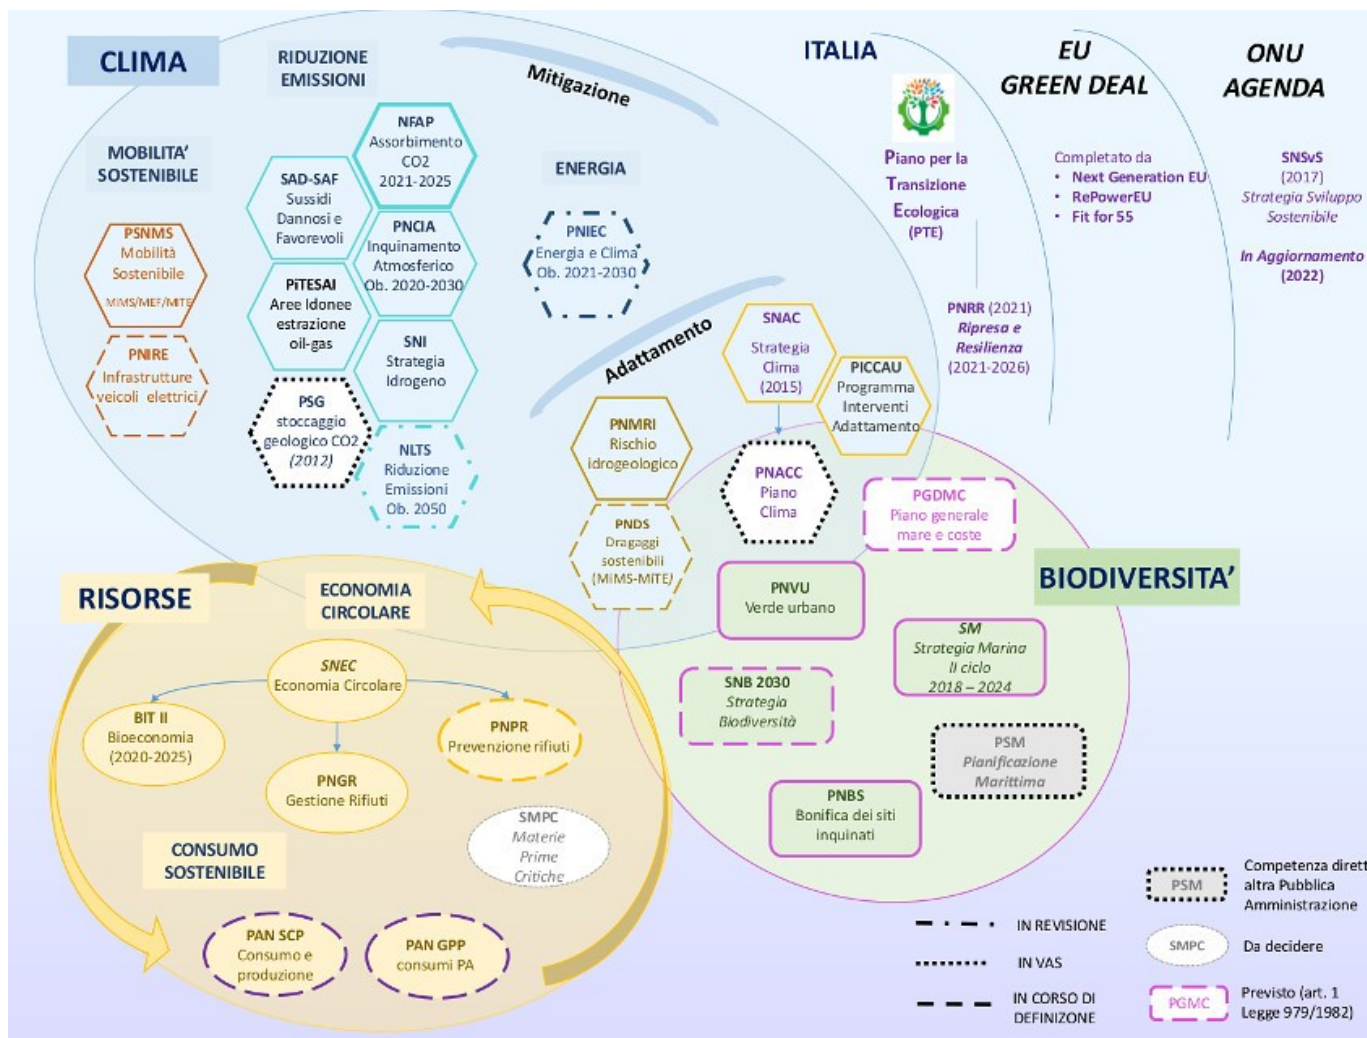 CLIMA
RIDUZIONE
EMISSIONI
Mitigazione
ITALIA
EU
GREEN DEAL
ONU
AGENDA
MOBILITA’
SOSTENIBILE
NFAP
Assorbimento
CO2
2021-2025
SAD-SAF
Sussidi
Dannosi e
Favorevoli
ENERGIA
Piano per la
Transizione
Ecologica
(PTE)
Completato da
• Next Generation EU
• RePowerEU
• Fit for 55
SNSvS
(2017)
Strategia Sviluppo
Sostenibile
In Aggiornamento
(2022)
PSNMS
Mobilità
Sostenibile
MiMS/MEF/MITE
PNCIA
Inquinamento
Atmosferico
Ob. 2020-2030
PNIEC
Energia e Clima
Ob. 2021-2030
PiTESAI
Aree Idonee
estrazione
oil-gas
PNIRE
Infrastrutture
veicoli elettrici
SNI
Strategia
Idrogeno
Adattamento
SNAC
Strategia
Clima
(2015)
PNRR (2021)
Ripresa e
Resilienza
(2021-2026)
PICCAU
Programma
Interventi
Adattamento
PSG
stoccaggio
geologico CO2
(2012)
NLTS
Riduzione
Emissioni
Ob. 2050
PNMRI
Rischio
idrogeologico
PNACC
Piano
Clima
PGDMC
Piano generale
mare e coste
PNDS
Dragaggi
sostenibili
(MiMS-MiTE)
BIODIVERSITA’
PNVU
Verde urbano
SM
Strategia Marina
II ciclo
2018 – 2024
SNB 2030
Strategia
Biodiversità
PSM
Pianificazione
Marittima
PNBS
Bonifica dei siti
inquinati
RISORSE
ECONOMIA
CIRCOLARE
SNEC
Economia Circolare
BIT II
Bioeconomia
(2020-2025)
PNPR
Prevenzione rifiuti
PNGR
Gestione Rifiuti
SMPC
Materie
Prime
Critiche
CONSUMO
SOSTENIBILE
PAN SCP
Consumo e
produzione
PAN GPP
consumi PA
IN REVISIONE
IN VAS
IN CORSO DI
DEFINIZONE
PSM
Competenza dirett
altra Pubblica
Amministrazione
SMPC
Da decidere
PGMC
Previsto (art. 1
Legge 979/1982)